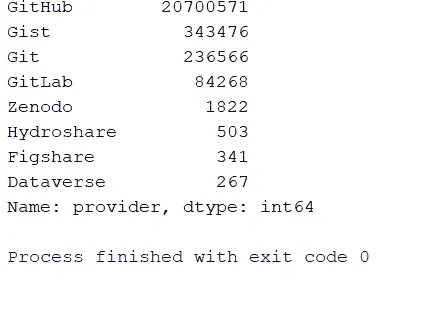 GitHub 20700571
Gist 343476
Git 236566
GitLab 84268
Zenodo 1822
Hydroshare 503
Figshare 341
Dataverse 267
Name: provider, dtype: int64
Process finished with exit code 0